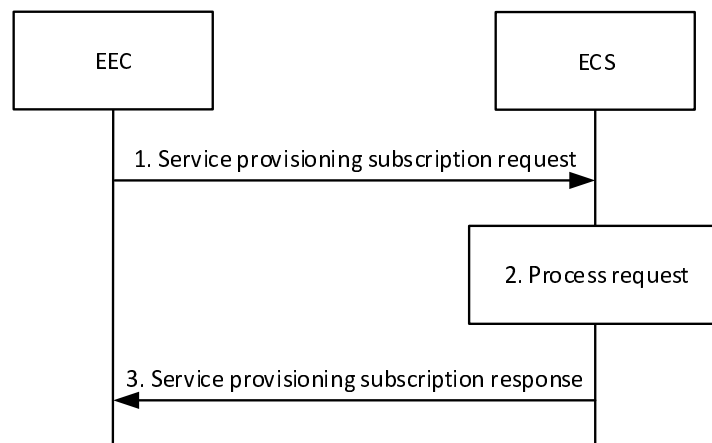 EEC
ECS
1. Service provisioning subscription request
2. Process request
3. Service provisioning subscription response